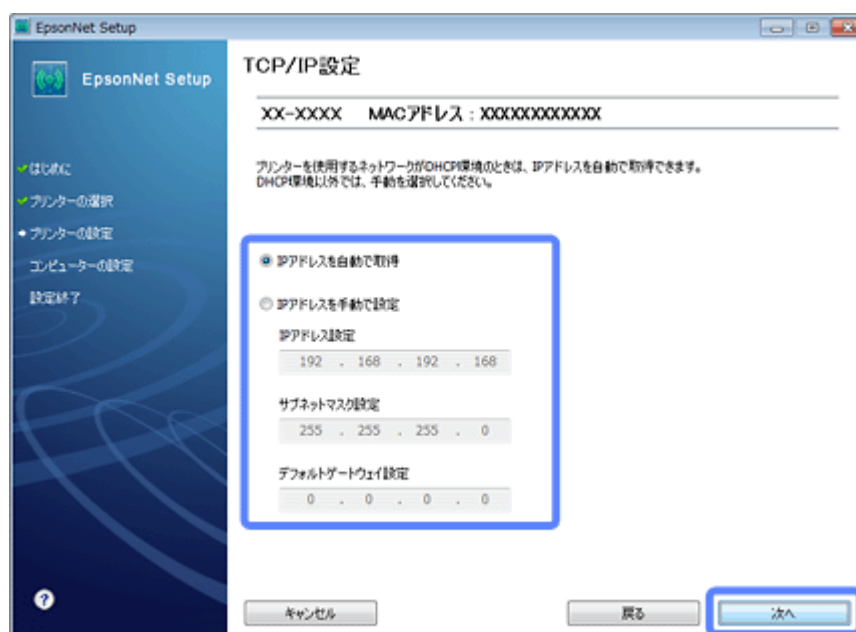 EpsonNet Setup
EpsonNet Setup
はじめに
プリンターの選択
プリンターの設定
コンピューターの設定
設定終了
TCP/IP設定
XX-XXXX MACアドレス : XXXXXXXXXXXX
プリンターを使用するネットワークがDHCP環境のときは、IPアドレスを自動で取得できます。
DHCP環境以外では、手動を選択してください。
IPアドレスを自動で取得
IPアドレスを手動で設定
IPアドレス設定
192 . 168 . 192 . 168
サブネットマスク設定
255 . 255 . 255 . 0
デフォルトゲートウェイ設定
0 . 0 . 0 . 0
?
キャンセル
戻る
次へ